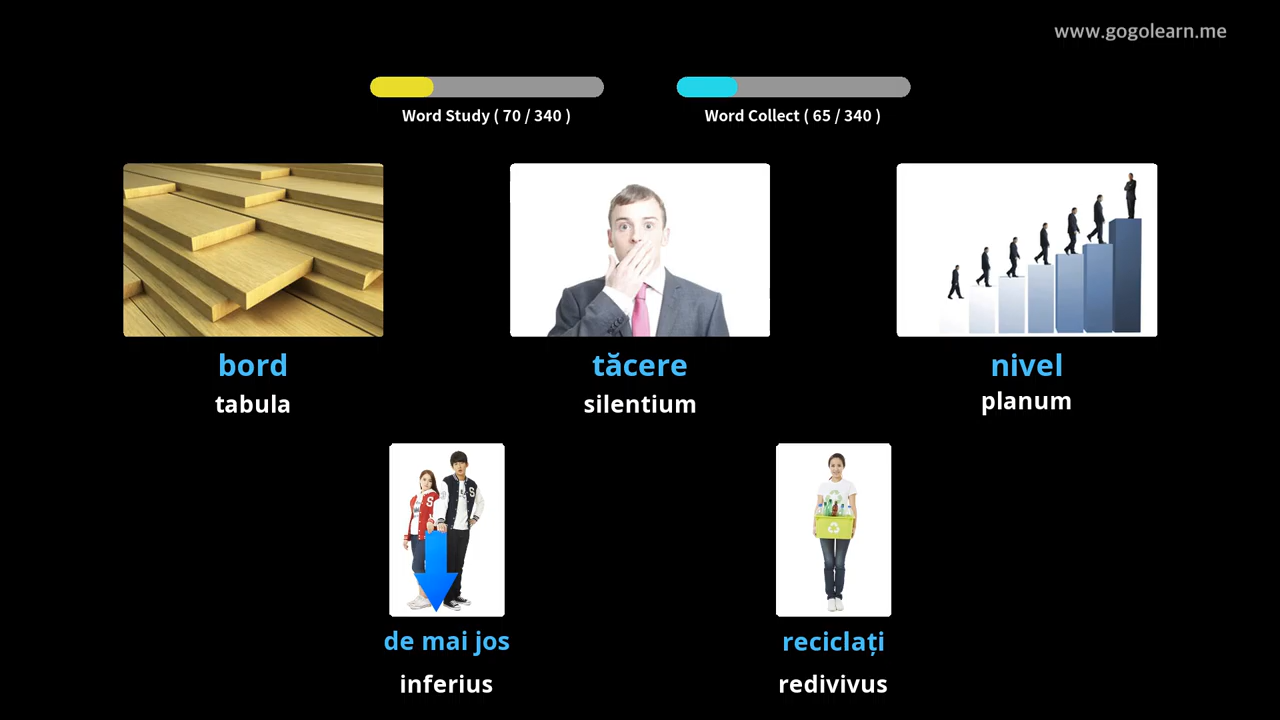 www.gogolearn.me
Word Study ( 70 / 340 )
Word Collect ( 65 / 340 )
bord
tăcere
nivel
tabula
silentium
planum
S
S
de mai jos
reciclați
inferius
redivivus